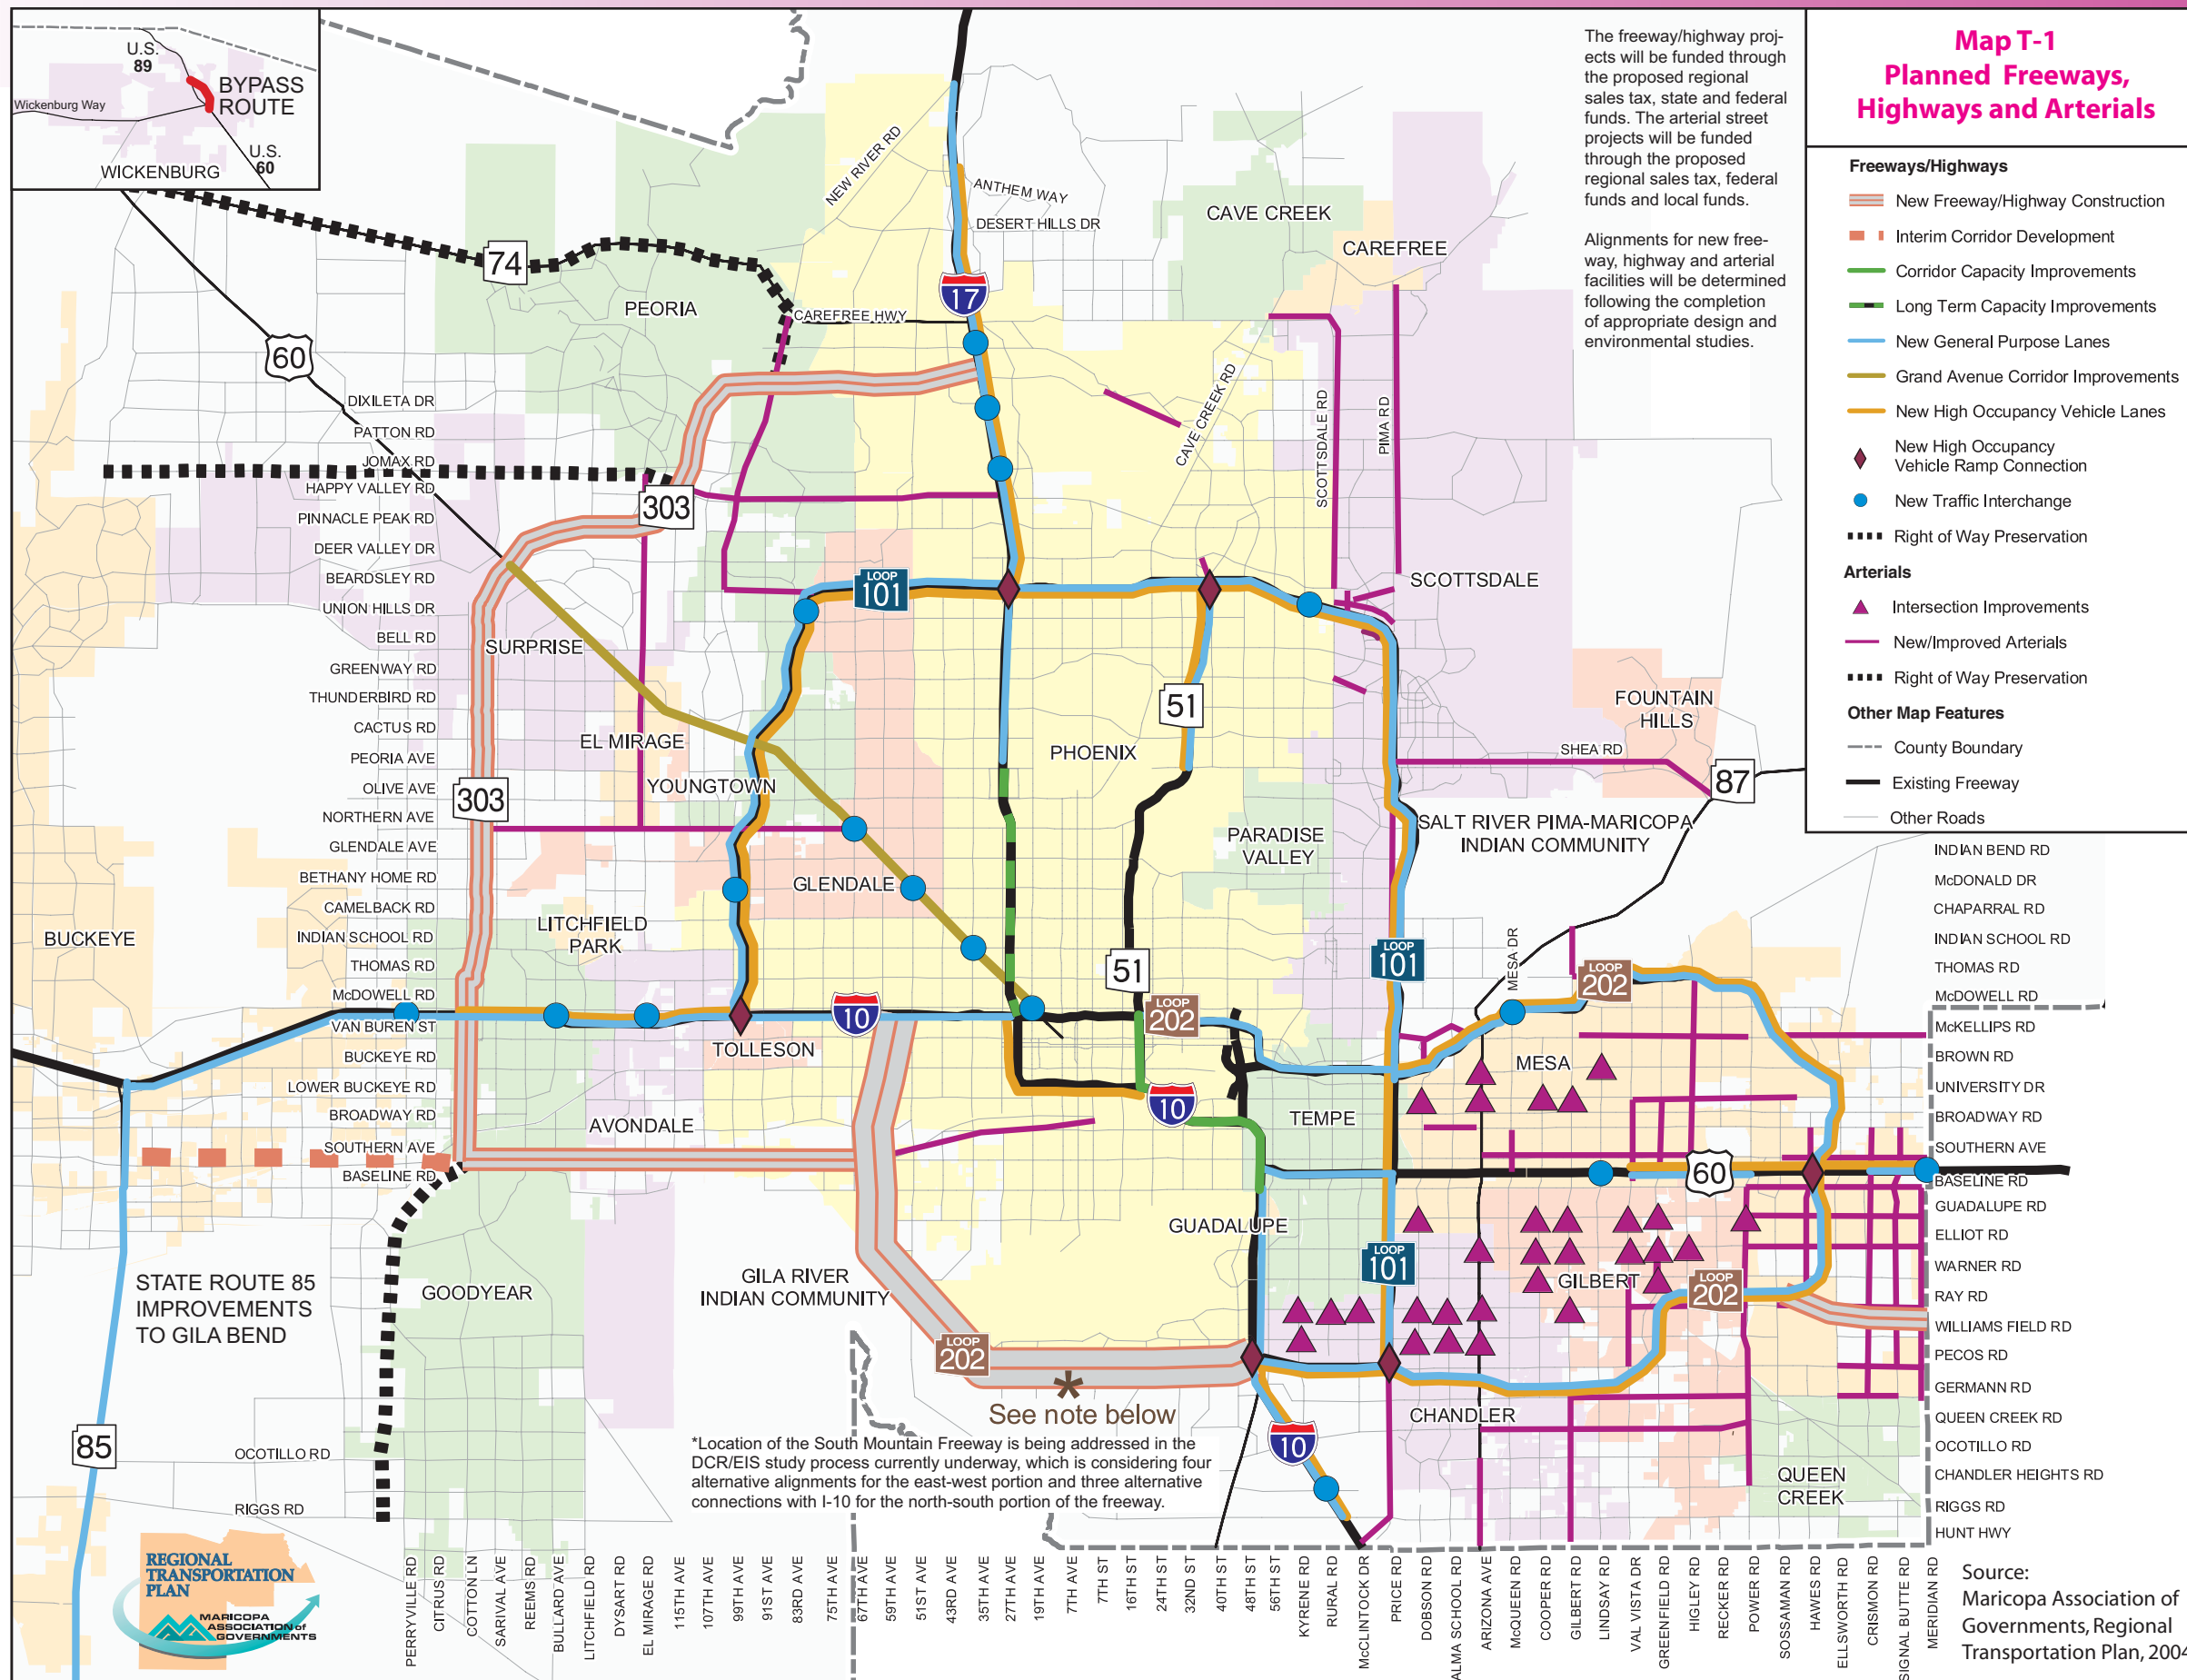 Map T-1
Planned Freeways,
Highways and Arterials
Freeways/Highways
New Freeway/Highway Construction
Interim Corridor Development
Corridor Capacity Improvements
Long Term Capacity Improvements
New General Purpose Lanes
Grand Avenue Corridor Improvements
New High Occupancy Vehicle Lanes
New High Occupancy
Vehicle Ramp Connection
New Traffic Interchange
Right of Way Preservation
Arterials
Intersection Improvements
New/Improved Arterials
Right of Way Preservation
Other Map Features
County Boundary
Existing Freeway
Other Roads
The freeway/highway proj-
ects will be funded through
the proposed regional
sales tax, state and federal
funds. The arterial street
projects will be funded
through the proposed
regional sales tax, federal
funds and local funds.
Alignments for new free-
way, highway and arterial
facilities will be determined
following the completion
of appropriate design and
environmental studies.
U.S.
89
BYPASS
ROUTE
Wickenburg Way
U.S.
60
WICKENBURG
NEW RIVER RD
ANTHEM WAY
DESERT HILLS DR
CAVE CREEK
CAREFREE
74
17
PEORIA
CAREFREE HWY
60
CAVE CREEK RD
SCOTTSDALE RD
PIMA RD
DIXILETA DR
PATTON RD
JOMAX RD
HAPPY VALLEY RD
PINNACLE PEAK RD
DEER VALLEY DR
BEARDSLEY RD
UNION HILLS DR
BELL RD
GREENWAY RD
THUNDERBIRD RD
CACTUS RD
PEORIA AVE
OLIVE AVE
NORTHERN AVE
GLENDALE AVE
BETHANY HOME RD
CAMELBACK RD
INDIAN SCHOOL RD
THOMAS RD
McDOWELL RD
VAN BUREN ST
BUCKEYE RD
LOWER BUCKEYE RD
BROADWAY RD
SOUTHERN AVE
BASELINE RD
OCOTILLO RD
RIGGS RD
303
LOOP
101
SCOTTSDALE
SURPRISE
51
FOUNTAIN
HILLS
EL MIRAGE
PHOENIX
SHEA RD
YOUNGTOWN
87
303
PARADISE
VALLEY
SALT RIVER PIMA-MARICOPA
INDIAN COMMUNITY
GLENDALE
LITCHFIELD
PARK
BUCKEYE
51
LOOP
101
MESA DR
LOOP
202
10
LOOP
202
TOLLESON
MESA
10
TEMPE
AVONDALE
60
GUADALUPE
STATE ROUTE 85
IMPROVEMENTS
TO GILA BEND
GOODYEAR
GILA RIVER
INDIAN COMMUNITY
LOOP
101
GILBERT
LOOP
202
LOOP
202
*
See note below
CHANDLER
85
10
QUEEN
CREEK
*Location of the South Mountain Freeway is being addressed in the
DCR/EIS study process currently underway, which is considering four
alternative alignments for the east-west portion and three alternative
connections with I-10 for the north-south portion of the freeway.
INDIAN BEND RD
McDONALD DR
CHAPARRAL RD
INDIAN SCHOOL RD
THOMAS RD
McDOWELL RD
McKELLIPS RD
BROWN RD
UNIVERSITY DR
BROADWAY RD
SOUTHERN AVE
BASELINE RD
GUADALUPE RD
ELLIOT RD
WARNER RD
RAY RD
WILLIAMS FIELD RD
PECOS RD
GERMANN RD
QUEEN CREEK RD
OCOTILLO RD
CHANDLER HEIGHTS RD
RIGGS RD
HUNT HWY
REGIONAL
TRANSPORTATION
PLAN
MARICOPA
ASSOCIATION of
GOVERNMENTS
PERRYVILLE RD
CITRUS RD
COTTON LN
SARIVAL AVE
REEMS RD
BULLARD AVE
LITCHFIELD RD
DYSART RD
EL MIRAGE RD
115TH AVE
107TH AVE
99TH AVE
91ST AVE
83RD AVE
75TH AVE
67TH AVE
59TH AVE
51ST AVE
43RD AVE
35TH AVE
27TH AVE
19TH AVE
7TH AVE
7TH ST
16TH ST
24TH ST
32ND ST
40TH ST
48TH ST
56TH ST
KYRENE RD
RURAL RD
McCLINTOCK DR
PRICE RD
DOBSON RD
ALMA SCHOOL RD
ARIZONA AVE
McQUEEN RD
COOPER RD
GILBERT RD
LINDSAY RD
VAL VISTA DR
GREENFIELD RD
HIGLEY RD
RECKER RD
POWER RD
SOSSAMAN RD
HAWES RD
ELLSWORTH RD
CRISMON RD
SIGNAL BUTTE RD
MERIDIAN RD
Source:
Maricopa Association of
Governments, Regional
Transportation Plan, 2004